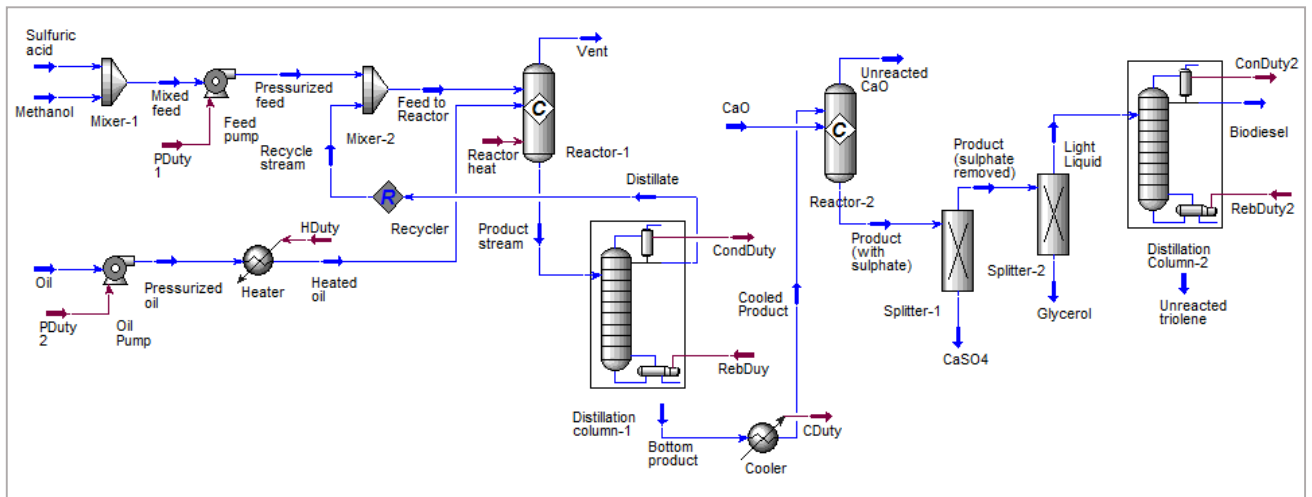 Sulfuric
acid
Methanol
Mixer-1
Mixed
feed
PDuty
1
Feed
pump
Pressurized
feed
Recycle
stream
Mixer-2
Feed to
Reactor
Vent
C
Reactor
heat
Reactor-1
R
Recycler
Distillate
Product
stream
HDuty
Oil
PDuty
2
Oil
Pump
Pressurized
oil
Heater
Heated
oil
CondDuty
RebDuy
Distillation
column-1
Bottom
product
Cooler
CDuty
Cooled
Product
CaO
Unreacted
CaO
C
Reactor-2
Product
(with
sulphate)
Product
(sulphate
removed)
Splitter-1
CaSO4
Light
Liquid
Splitter-2
Glycerol
ConDuty2
Biodiesel
RebDuty2
Distillation
Column-2
Unreacted
triolene